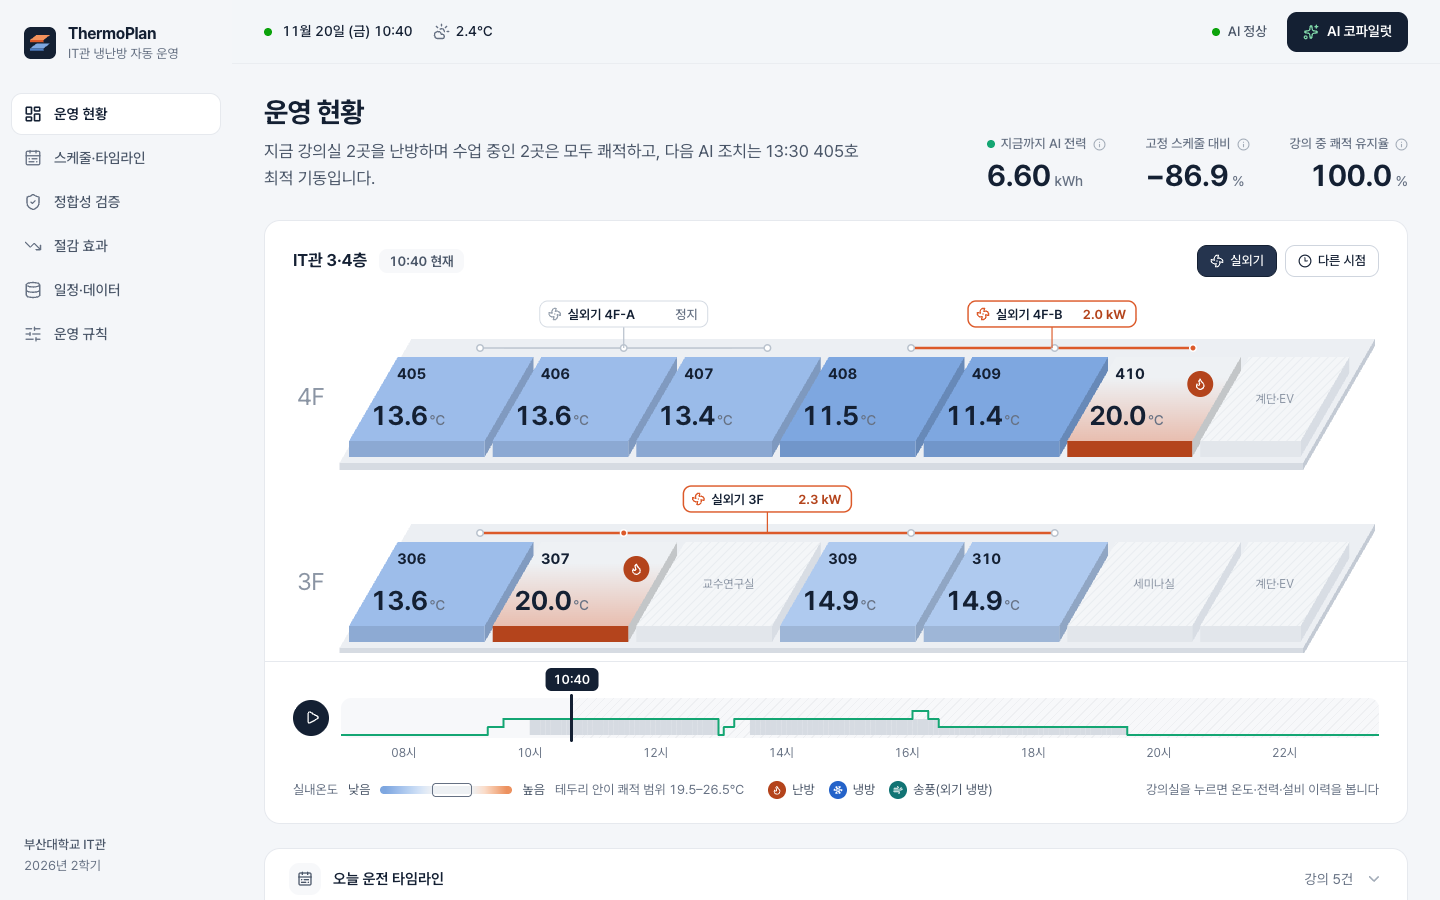 ThermoPlan
IT관 냉난방 자동 운영
운영 현황
스케줄·타임라인
정합성 검증
절감 효과
일정·데이터
운영 규칙
부산대학교 IT관
2026년 2학기
11월 20일 (금) 10:40
2.4°C
AI 정상
AI 코파일럿
운영 현황
지금 강의실 2곳을 난방하며 수업 중인 2곳은 모두 쾌적하고, 다음 AI 조치는 13:30 405호
최적 기동입니다.
지금까지 AI 전력
6.60 kWh
고정 스케줄 대비
−86.9 %
강의 중 쾌적 유지율
100.0 %
IT관 3·4층
10:40 현재
실외기
다른 시점
실외기 4F-A 정지
실외기 4F-B 2.0 kW
4F
405
13.6°C
406
13.6°C
407
13.4°C
408
11.5°C
409
11.4°C
410
20.0°C
계단·EV
실외기 3F 2.3 kW
3F
306
13.6°C
307
20.0°C
교수연구실
309
14.9°C
310
14.9°C
세미나실
계단·EV
10:40
08시 10시 12시 14시 16시 18시 20시 22시
실내온도 낮음 높음 테두리 안이 쾌적 범위 19.5–26.5°C 난방 냉방 송풍(외기 냉방)
강의실을 누르면 온도·전력·설비 이력을 봅니다
오늘 운전 타임라인
강의 5건